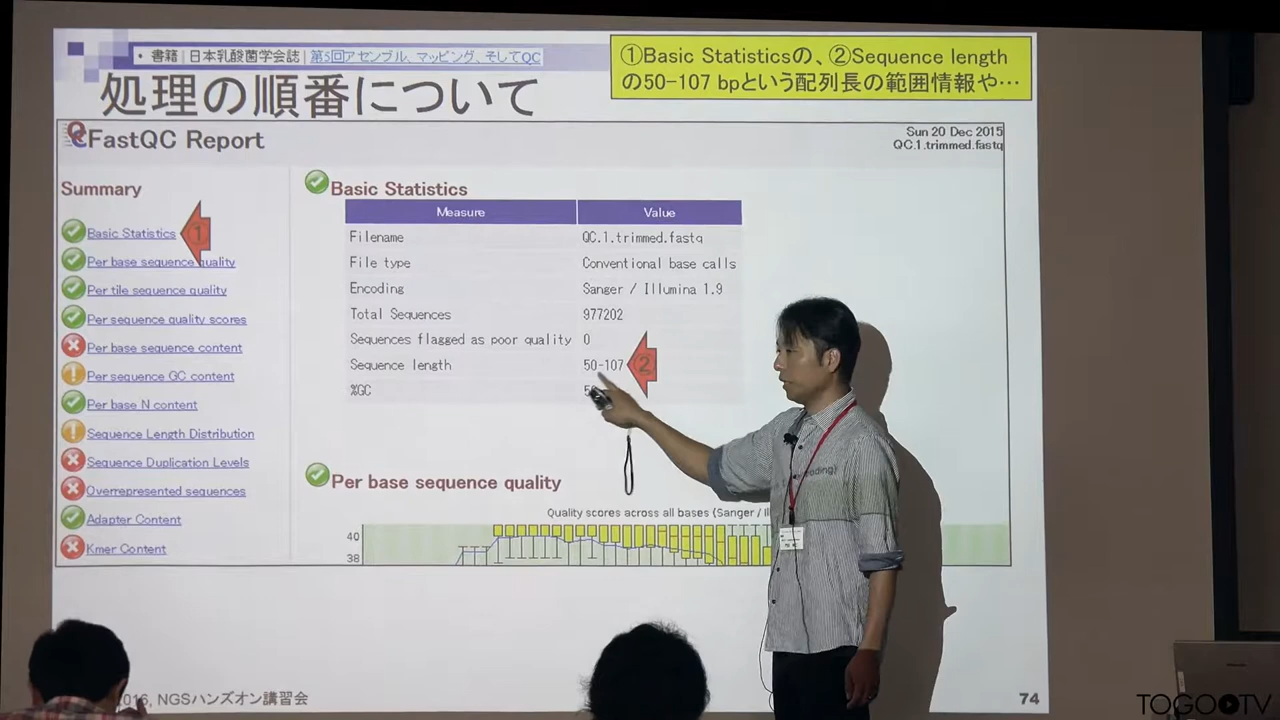 ・書籍 | 日本乳酸菌学会誌 | 第5回アセンブル、マッピング、そしてQC
処理の順番について
①Basic Statisticsの、②Sequence length
の50-107 bpという配列長の範囲情報や…
FastQC Report
Sun 20 Dec 2015
QC.1.trimmed.fastq
Summary
Basic Statistics
1
Per base sequence quality
Per tile sequence quality
Per sequence quality scores
Per base sequence content
Per sequence GC content
Per base N content
Sequence Length Distribution
Sequence Duplication Levels
Overrepresented sequences
Adapter Content
Kmer Content
Basic Statistics
Measure Value
Filename QC.1.trimmed.fastq
File type Conventional base calls
Encoding Sanger / Illumina 1.9
Total Sequences 977202
Sequences flagged as poor quality 0
Sequence length 50-107
2
%GC
Per base sequence quality
Quality scores across all bases (Sanger /
40
38
2016, NGSハンズオン講習会
74
TOGOTV